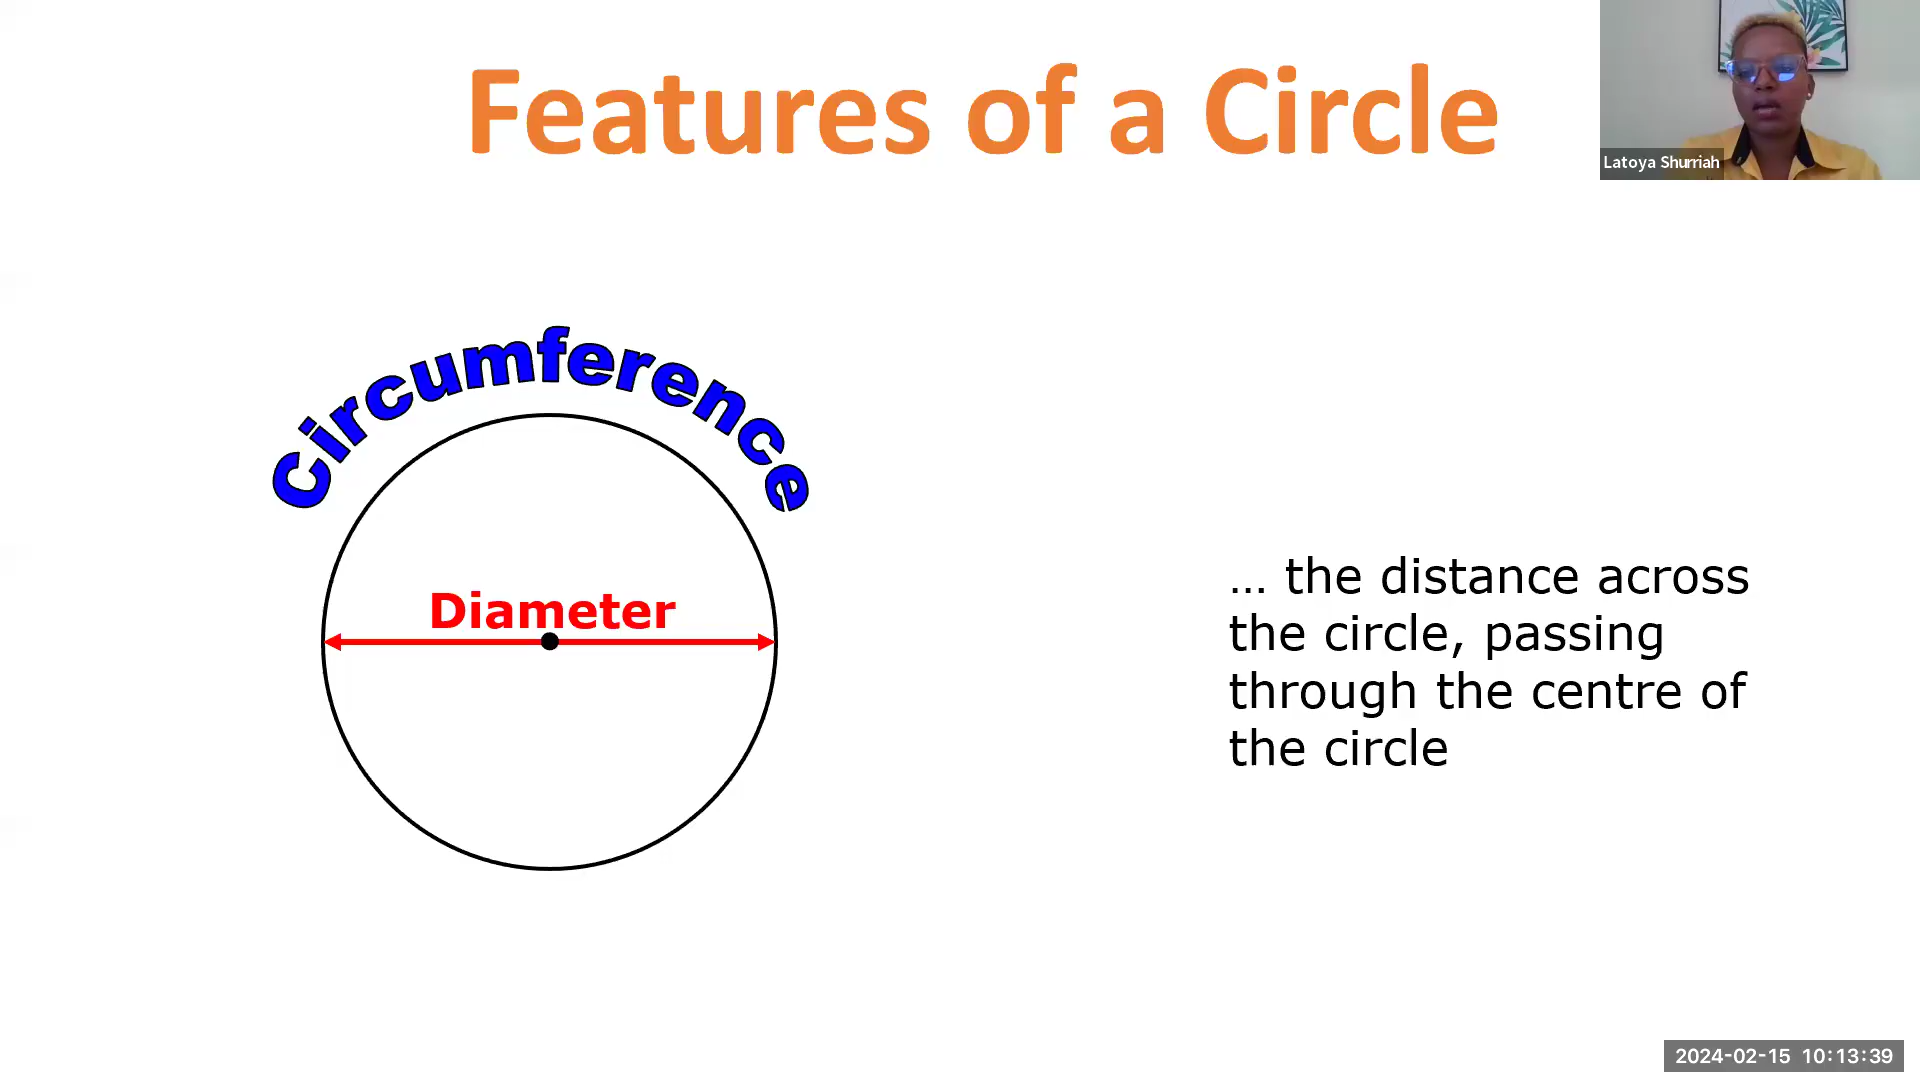 Features of a Circle
Latoya Shurriah
Circumference
Diameter
... the distance across
the circle, passing
through the centre of
the circle
2024-02-15 10:13:39